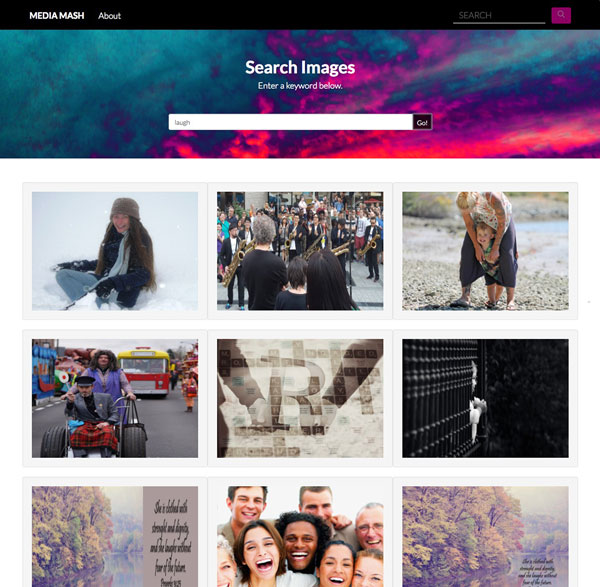 MEDIA MASH
About
SEARCH
Search Images
Enter a keyword below.
laugh
Go!
She is clothed with
strength and dignity,
and she laughs without
fear of the future.
Proverbs 31:25
She is clothed with
strength and dignity,
and she laughs without
fear of the future.